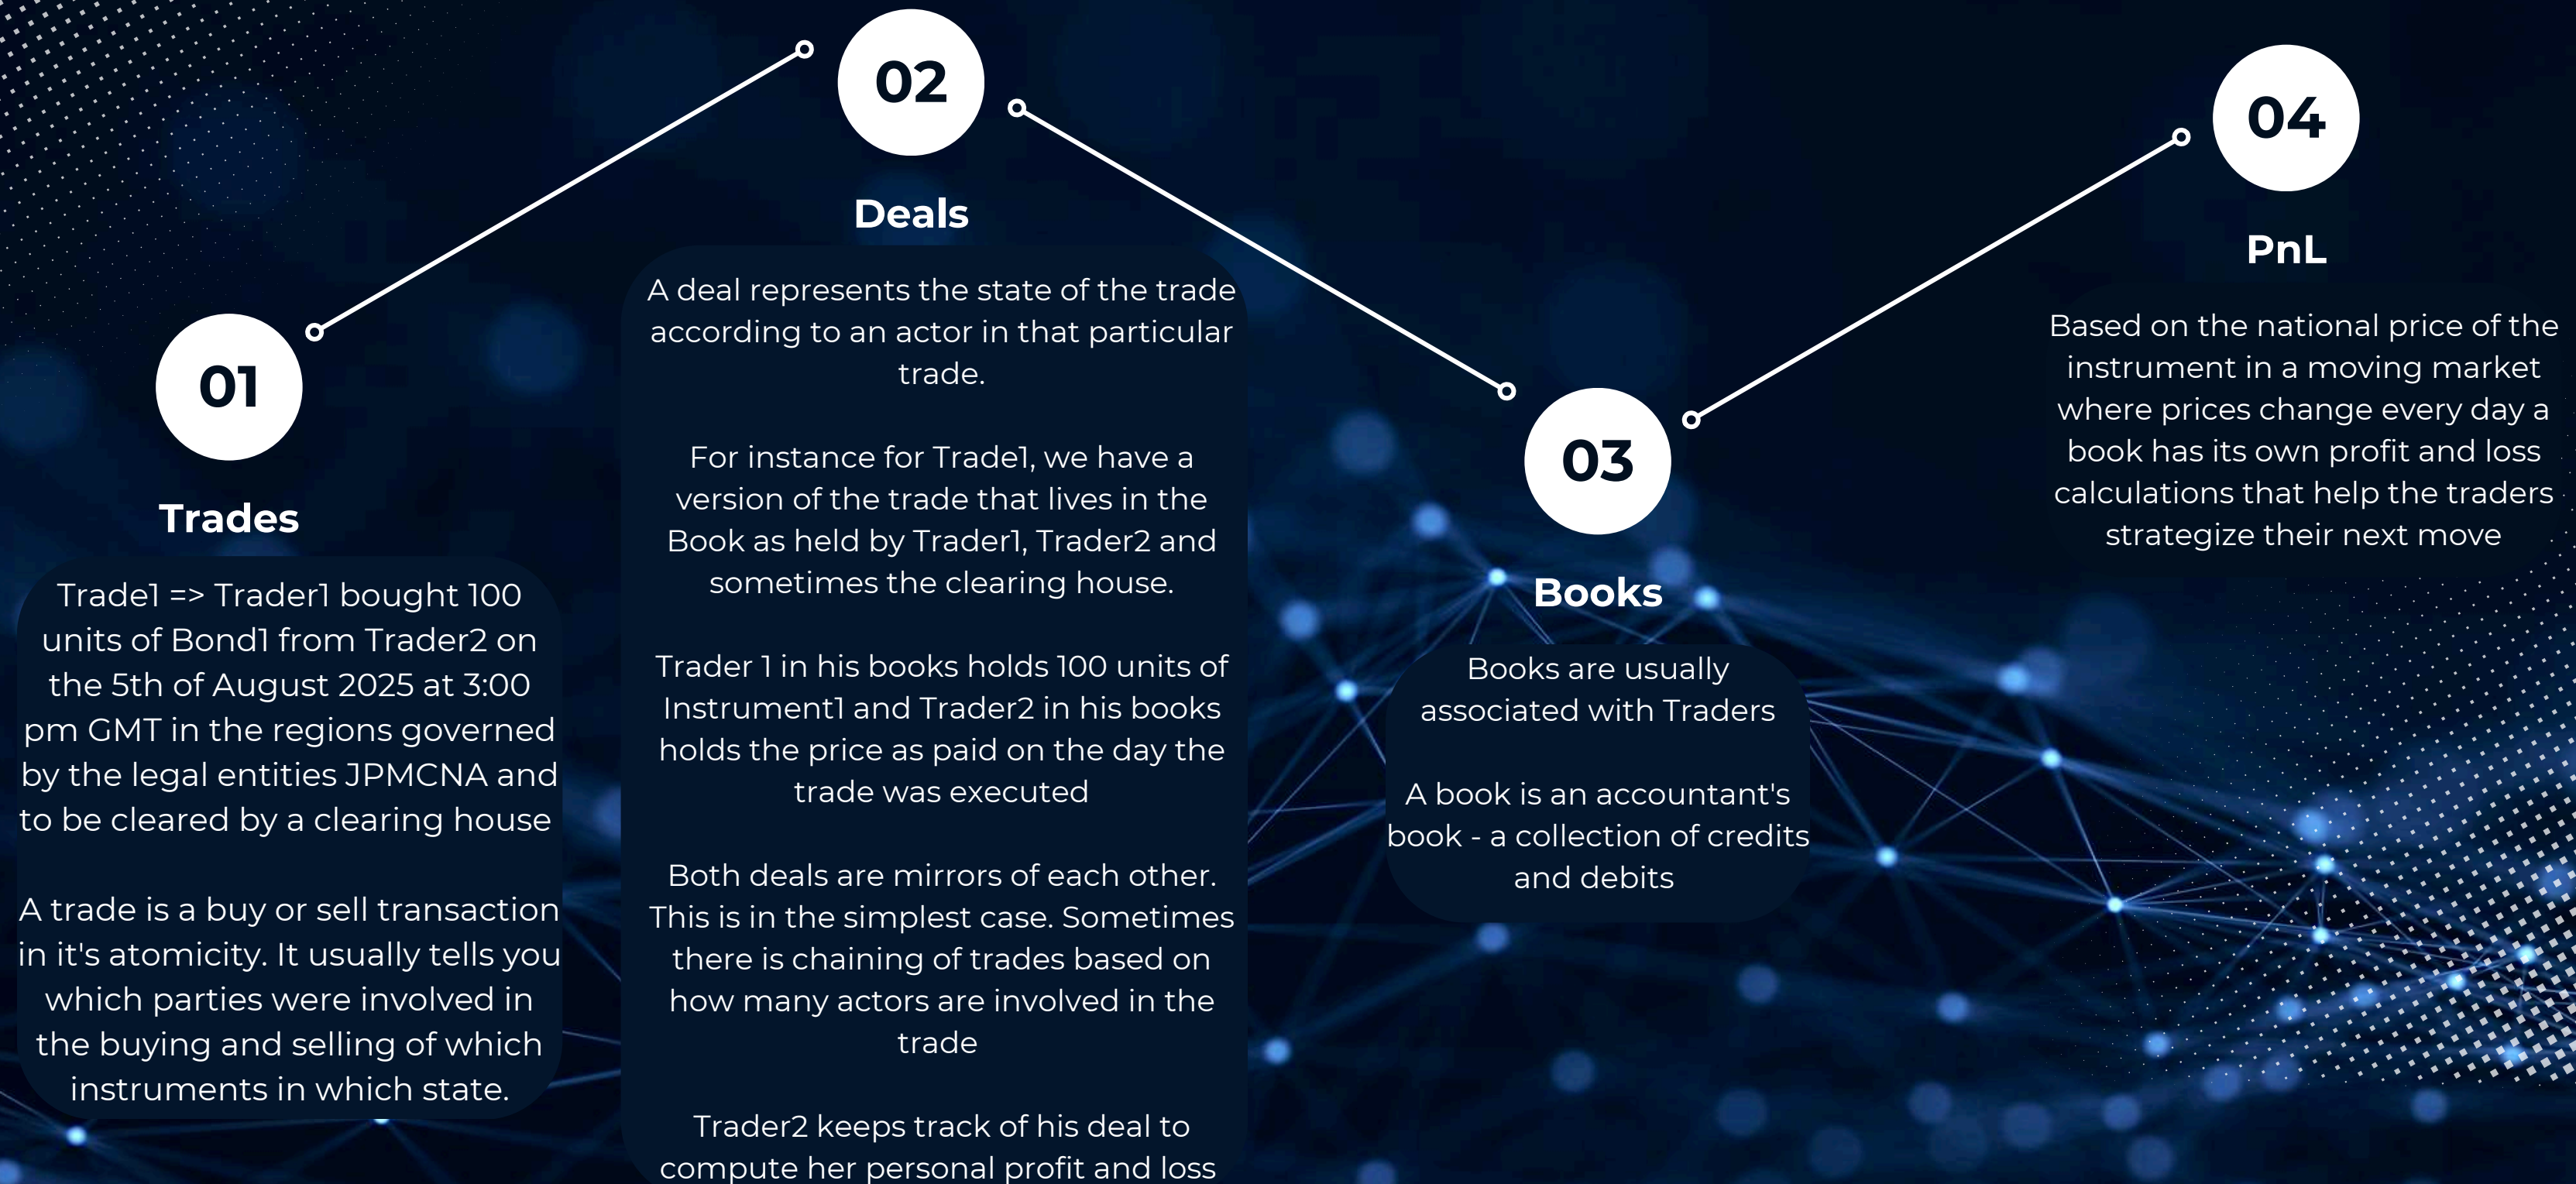 01
Trades
Trade1 => Trader1 bought 100
units of Bond1 from Trader2 on
the 5th of August 2025 at 3:00
pm GMT in the regions governed
by the legal entities JPMCNA and
to be cleared by a clearing house
A trade is a buy or sell transaction
in it's atomicity. It usually tells you
which parties were involved in
the buying and selling of which
instruments in which state.
02
Deals
A deal represents the state of the trade
according to an actor in that particular
trade.
For instance for Trade1, we have a
version of the trade that lives in the
Book as held by Trader1, Trader2 and
sometimes the clearing house.
Trader 1 in his books holds 100 units of
Instrument1 and Trader2 in his books
holds the price as paid on the day the
trade was executed
Both deals are mirrors of each other.
This is in the simplest case. Sometimes
there is chaining of trades based on
how many actors are involved in the
trade
Trader2 keeps track of his deal to
compute her personal profit and loss
03
Books
Books are usually
associated with Traders
A book is an accountant's
book - a collection of credits
and debits
04
PnL
Based on the national price of the
instrument in a moving market
where prices change every day a
book has its own profit and loss
calculations that help the traders
strategize their next move